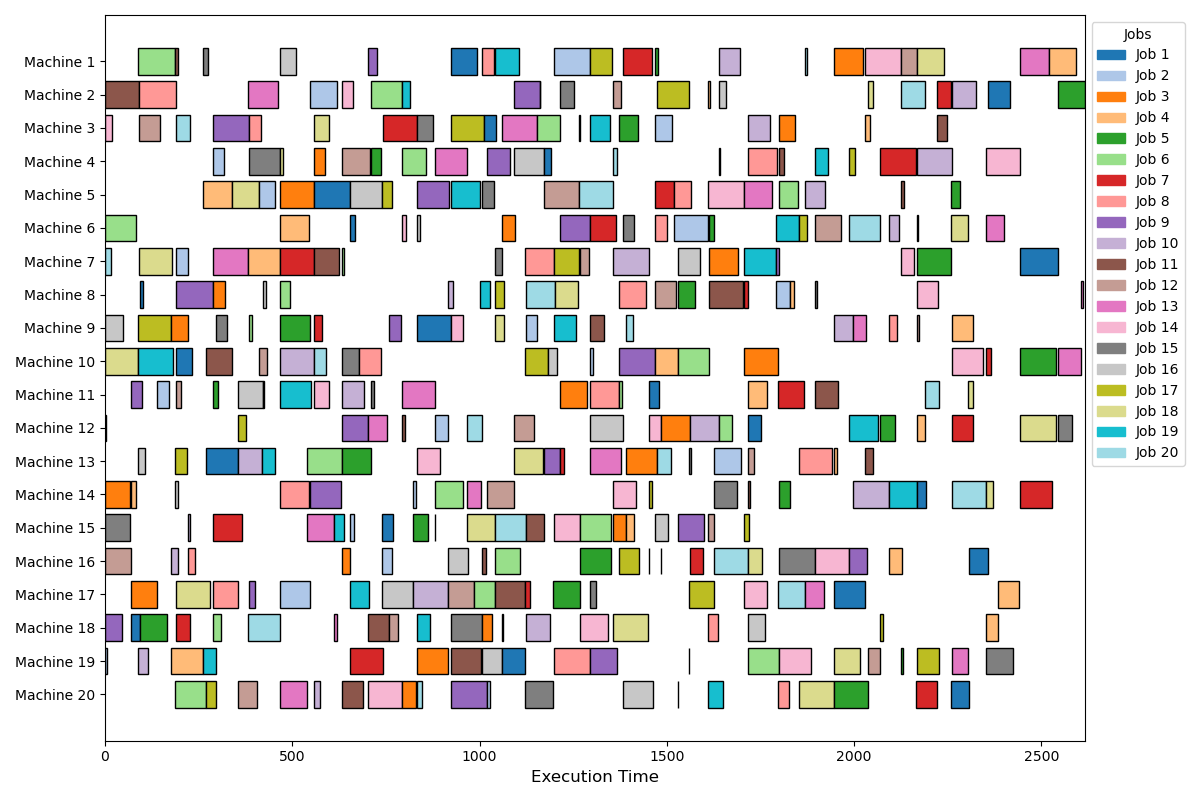 Machine 1
Machine 2
Machine 3
Machine 4
Machine 5
Machine 6
Machine 7
Machine 8
Machine 9
Machine 10
Machine 11
Machine 12
Machine 13
Machine 14
Machine 15
Machine 16
Machine 17
Machine 18
Machine 19
Machine 20
0 500 1000 1500 2000 2500
Execution Time
Jobs
Job 1
Job 2
Job 3
Job 4
Job 5
Job 6
Job 7
Job 8
Job 9
Job 10
Job 11
Job 12
Job 13
Job 14
Job 15
Job 16
Job 17
Job 18
Job 19
Job 20